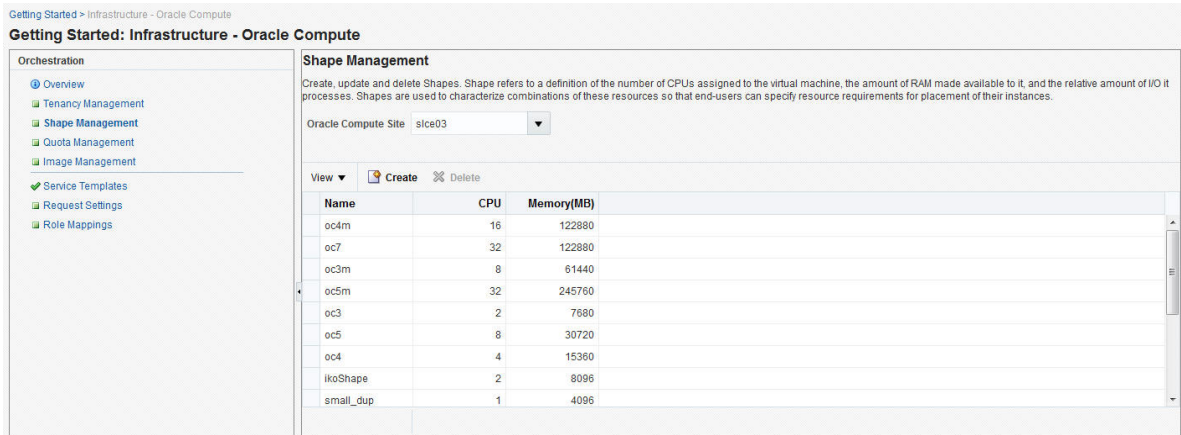 Getting Started > Infrastructure - Oracle Compute
Getting Started: Infrastructure - Oracle Compute
Orchestration
Overview
Tenancy Management
Shape Management
Quota Management
Image Management
Service Templates
Request Settings
Role Mappings
Shape Management
Create, update and delete Shapes. Shape refers to a definition of the number of CPUs assigned to the virtual machine, the amount of RAM made available to it, and the relative amount of I/O it
processes. Shapes are used to characterize combinations of these resources so that end-users can specify resource requirements for placement of their instances.
Oracle Compute Site slce03
View Create Delete
Name CPU Memory(MB)
oc4m 16 122880
oc7 32 122880
oc3m 8 61440
oc5m 32 245760
oc3 2 7680
oc5 8 30720
oc4 4 15360
ikoShape 2 8096
small_dup 1 4096